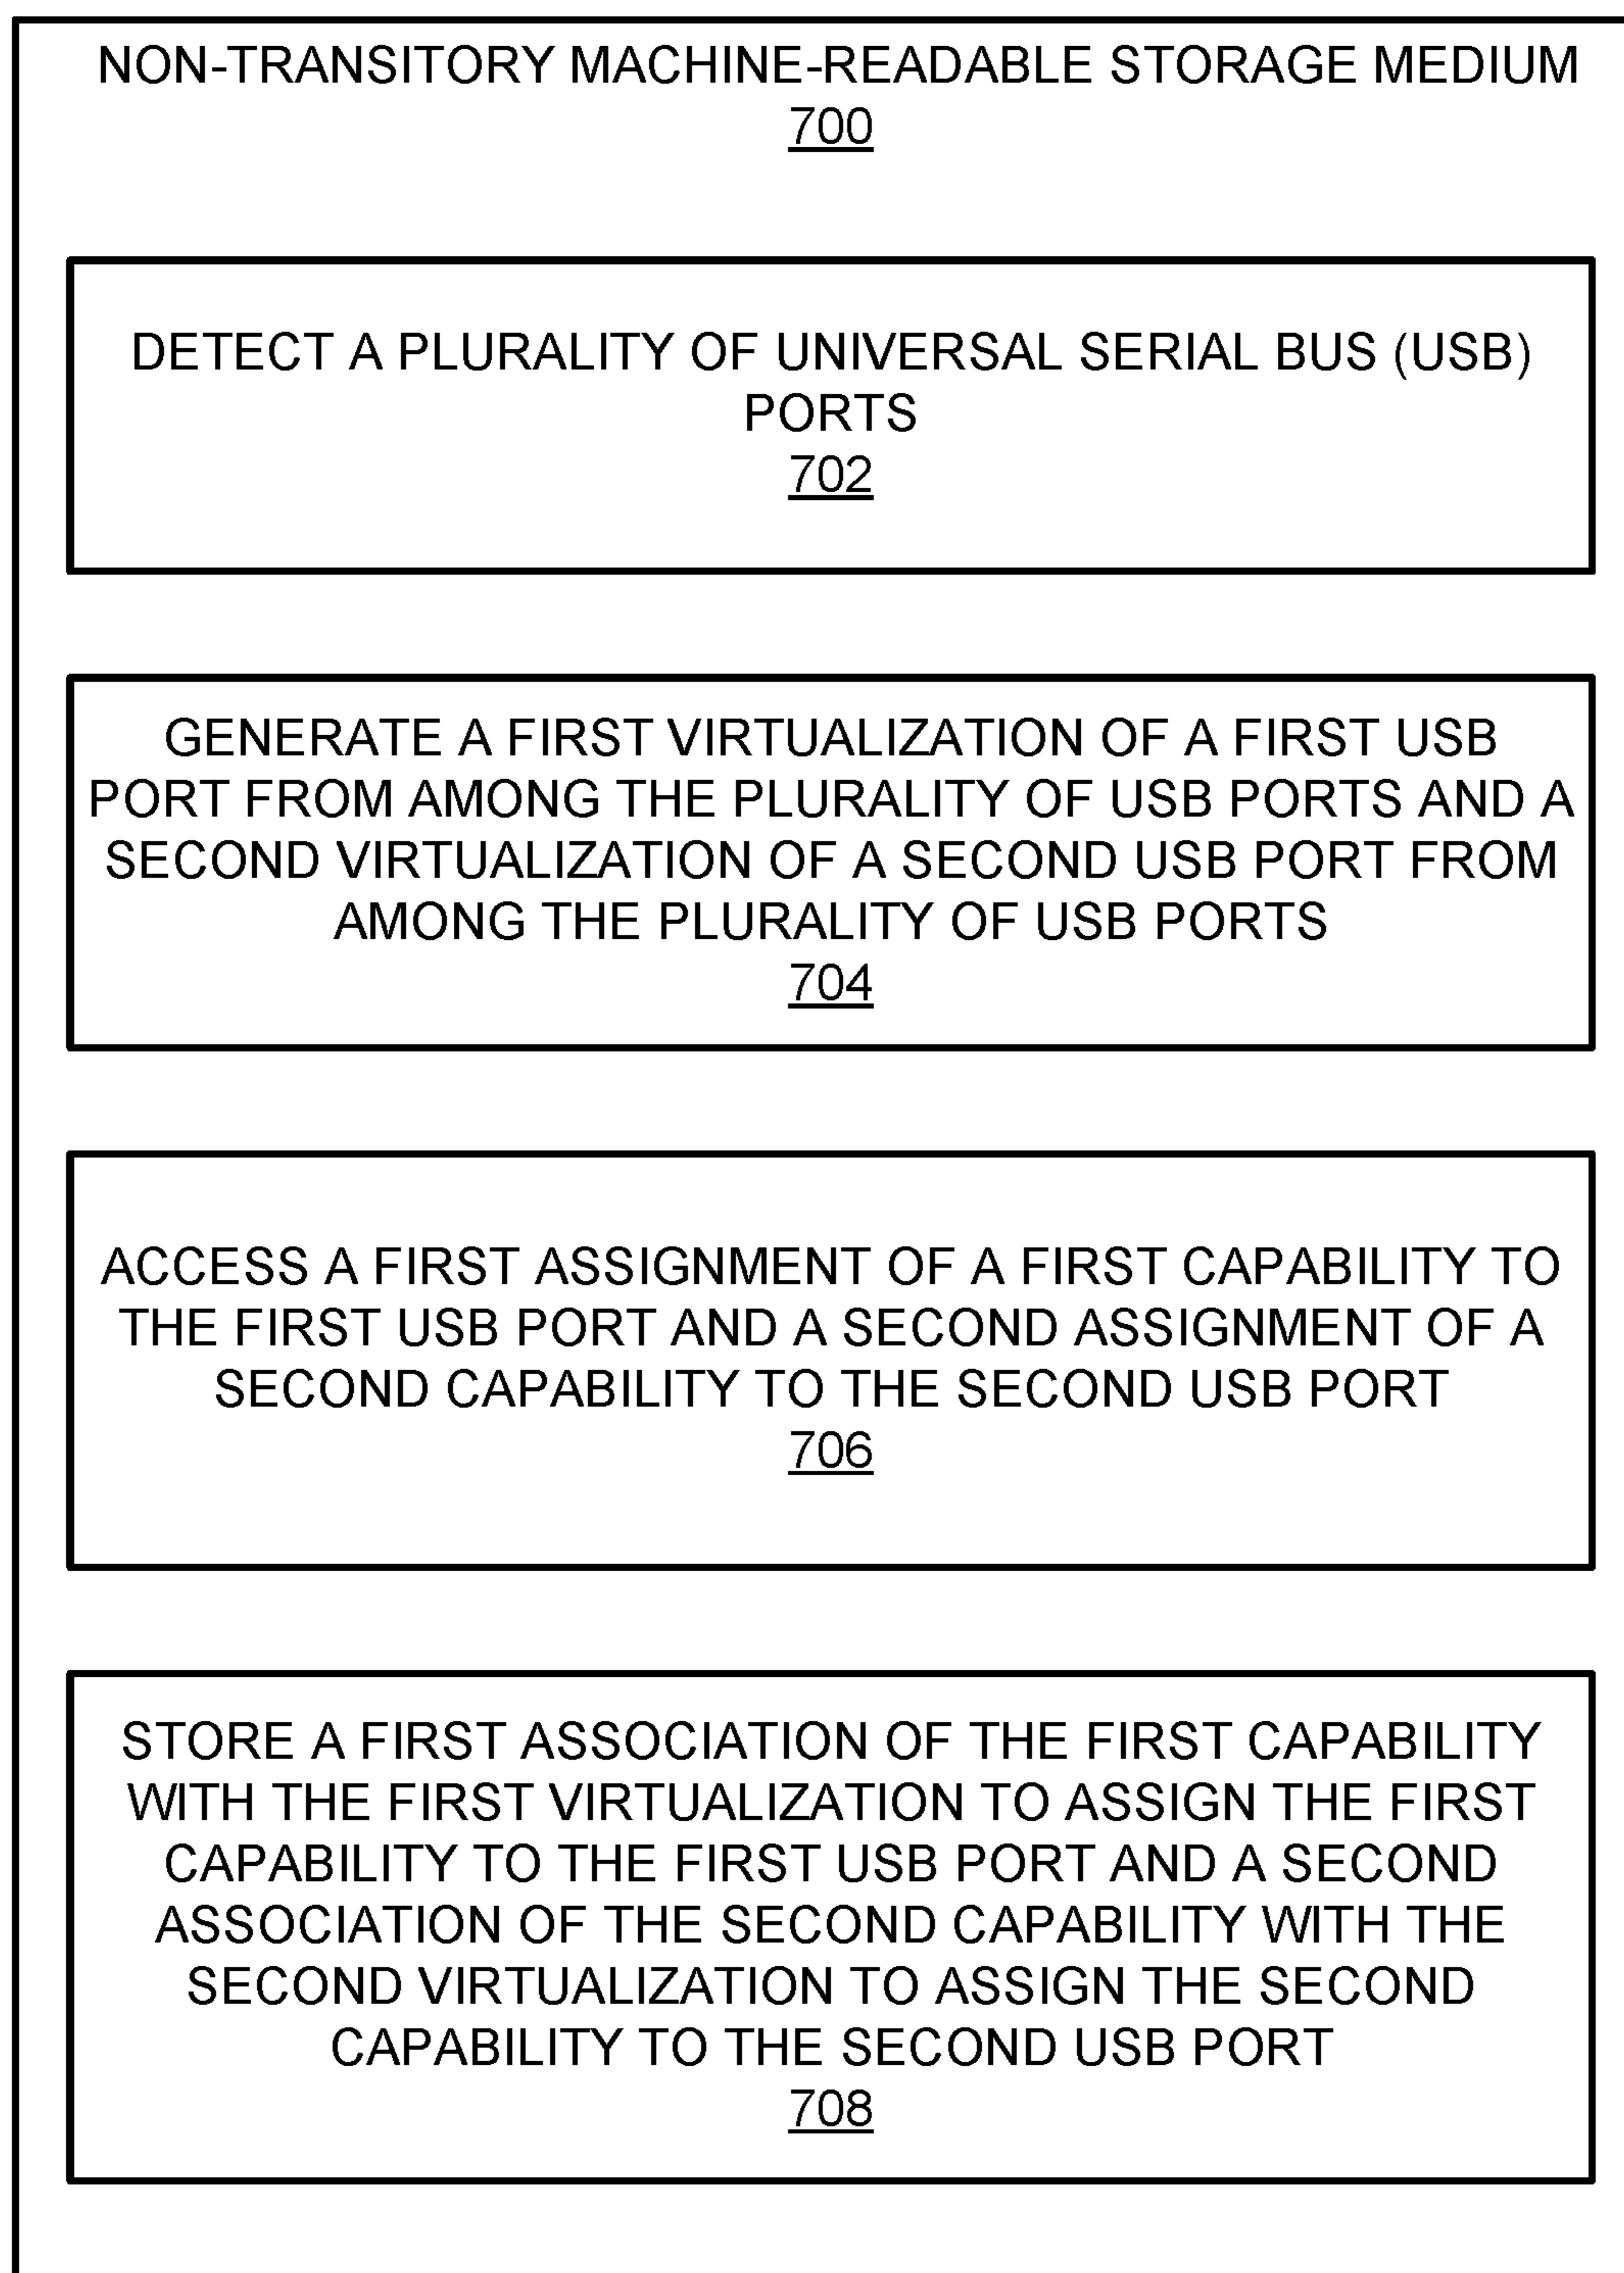 NON-TRANSITORY MACHINE-READABLE STORAGE MEDIUM
700
DETECT A PLURALITY OF UNIVERSAL SERIAL BUS (USB)
PORTS
702
GENERATE A FIRST VIRTUALIZATION OF A FIRST USB
PORT FROM AMONG THE PLURALITY OF USB PORTS AND A
SECOND VIRTUALIZATION OF A SECOND USB PORT FROM
AMONG THE PLURALITY OF USB PORTS
704
ACCESS A FIRST ASSIGNMENT OF A FIRST CAPABILITY TO
THE FIRST USB PORT AND A SECOND ASSIGNMENT OF A
SECOND CAPABILITY TO THE SECOND USB PORT
706
STORE A FIRST ASSOCIATION OF THE FIRST CAPABILITY
WITH THE FIRST VIRTUALIZATION TO ASSIGN THE FIRST
CAPABILITY TO THE FIRST USB PORT AND A SECOND
ASSOCIATION OF THE SECOND CAPABILITY WITH THE
SECOND VIRTUALIZATION TO ASSIGN THE SECOND
CAPABILITY TO THE SECOND USB PORT
708